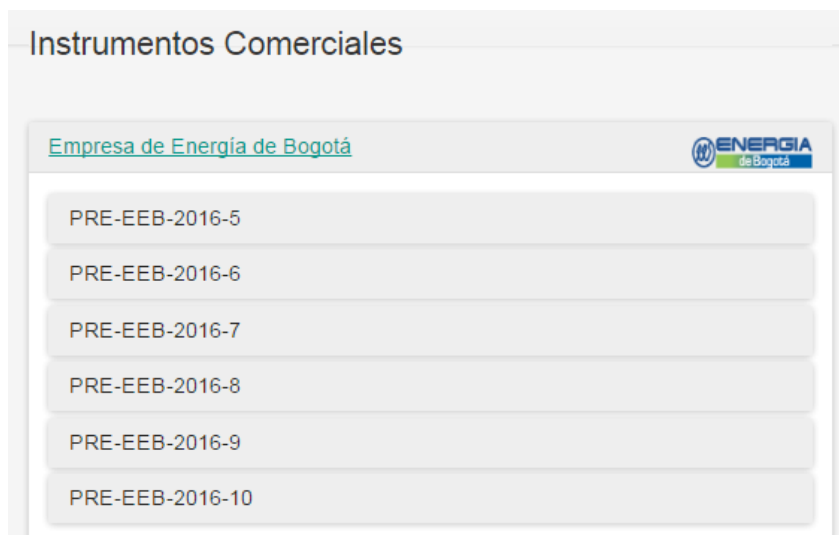 Instrumentos Comerciales
Empresa de Energía de Bogotá
ENERGIA
de Bogotá
PRE-EEB-2016-5
PRE-EEB-2016-6
PRE-EEB-2016-7
PRE-EEB-2016-8
PRE-EEB-2016-9
PRE-EEB-2016-10